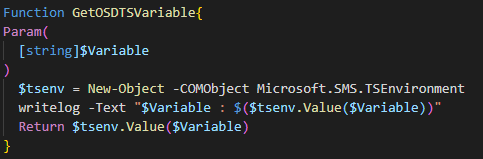 Function GetOSDTSVariable{
Param(
  [string]$Variable
)
  $tsenv = New-Object -COMObject Microsoft.SMS.TSEnvironment
  writelog -Text "$Variable : $($tsenv.Value($Variable))"
  Return $tsenv.Value($Variable)
}